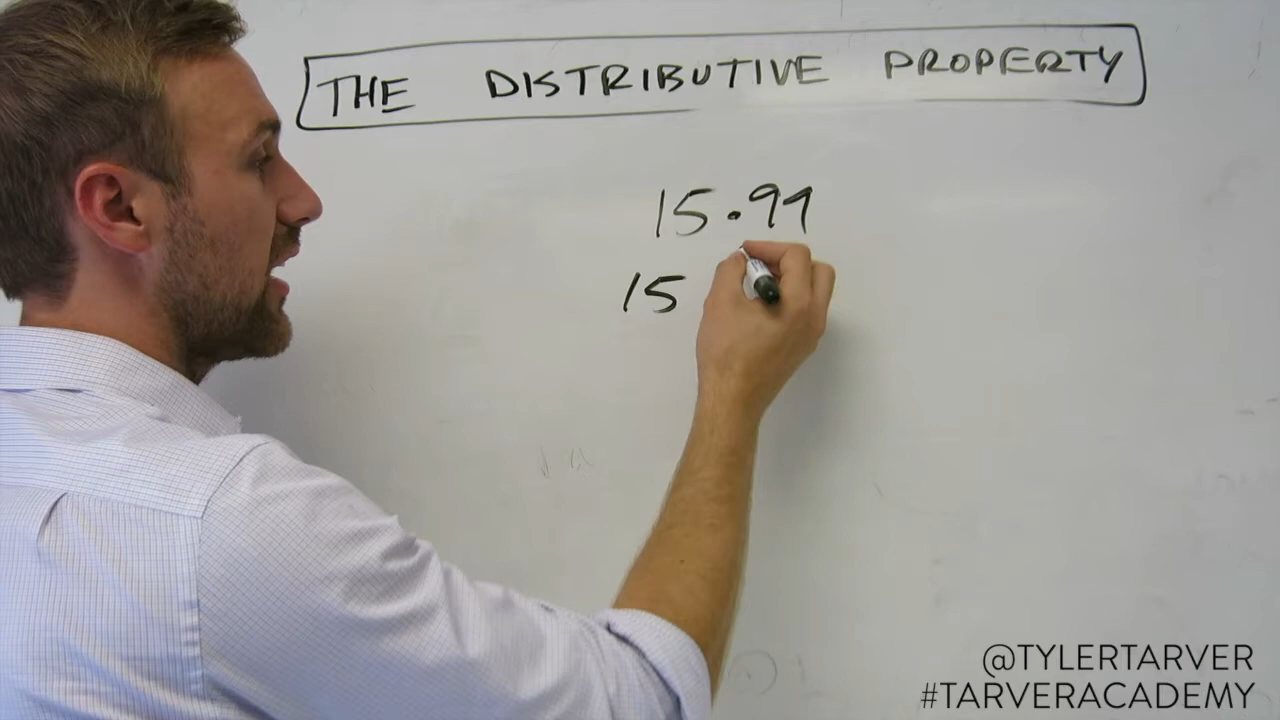 THE DISTRIBUTIVE PROPERTY
15·99
15
@TYLERTARVER
#TARVERACADEMY